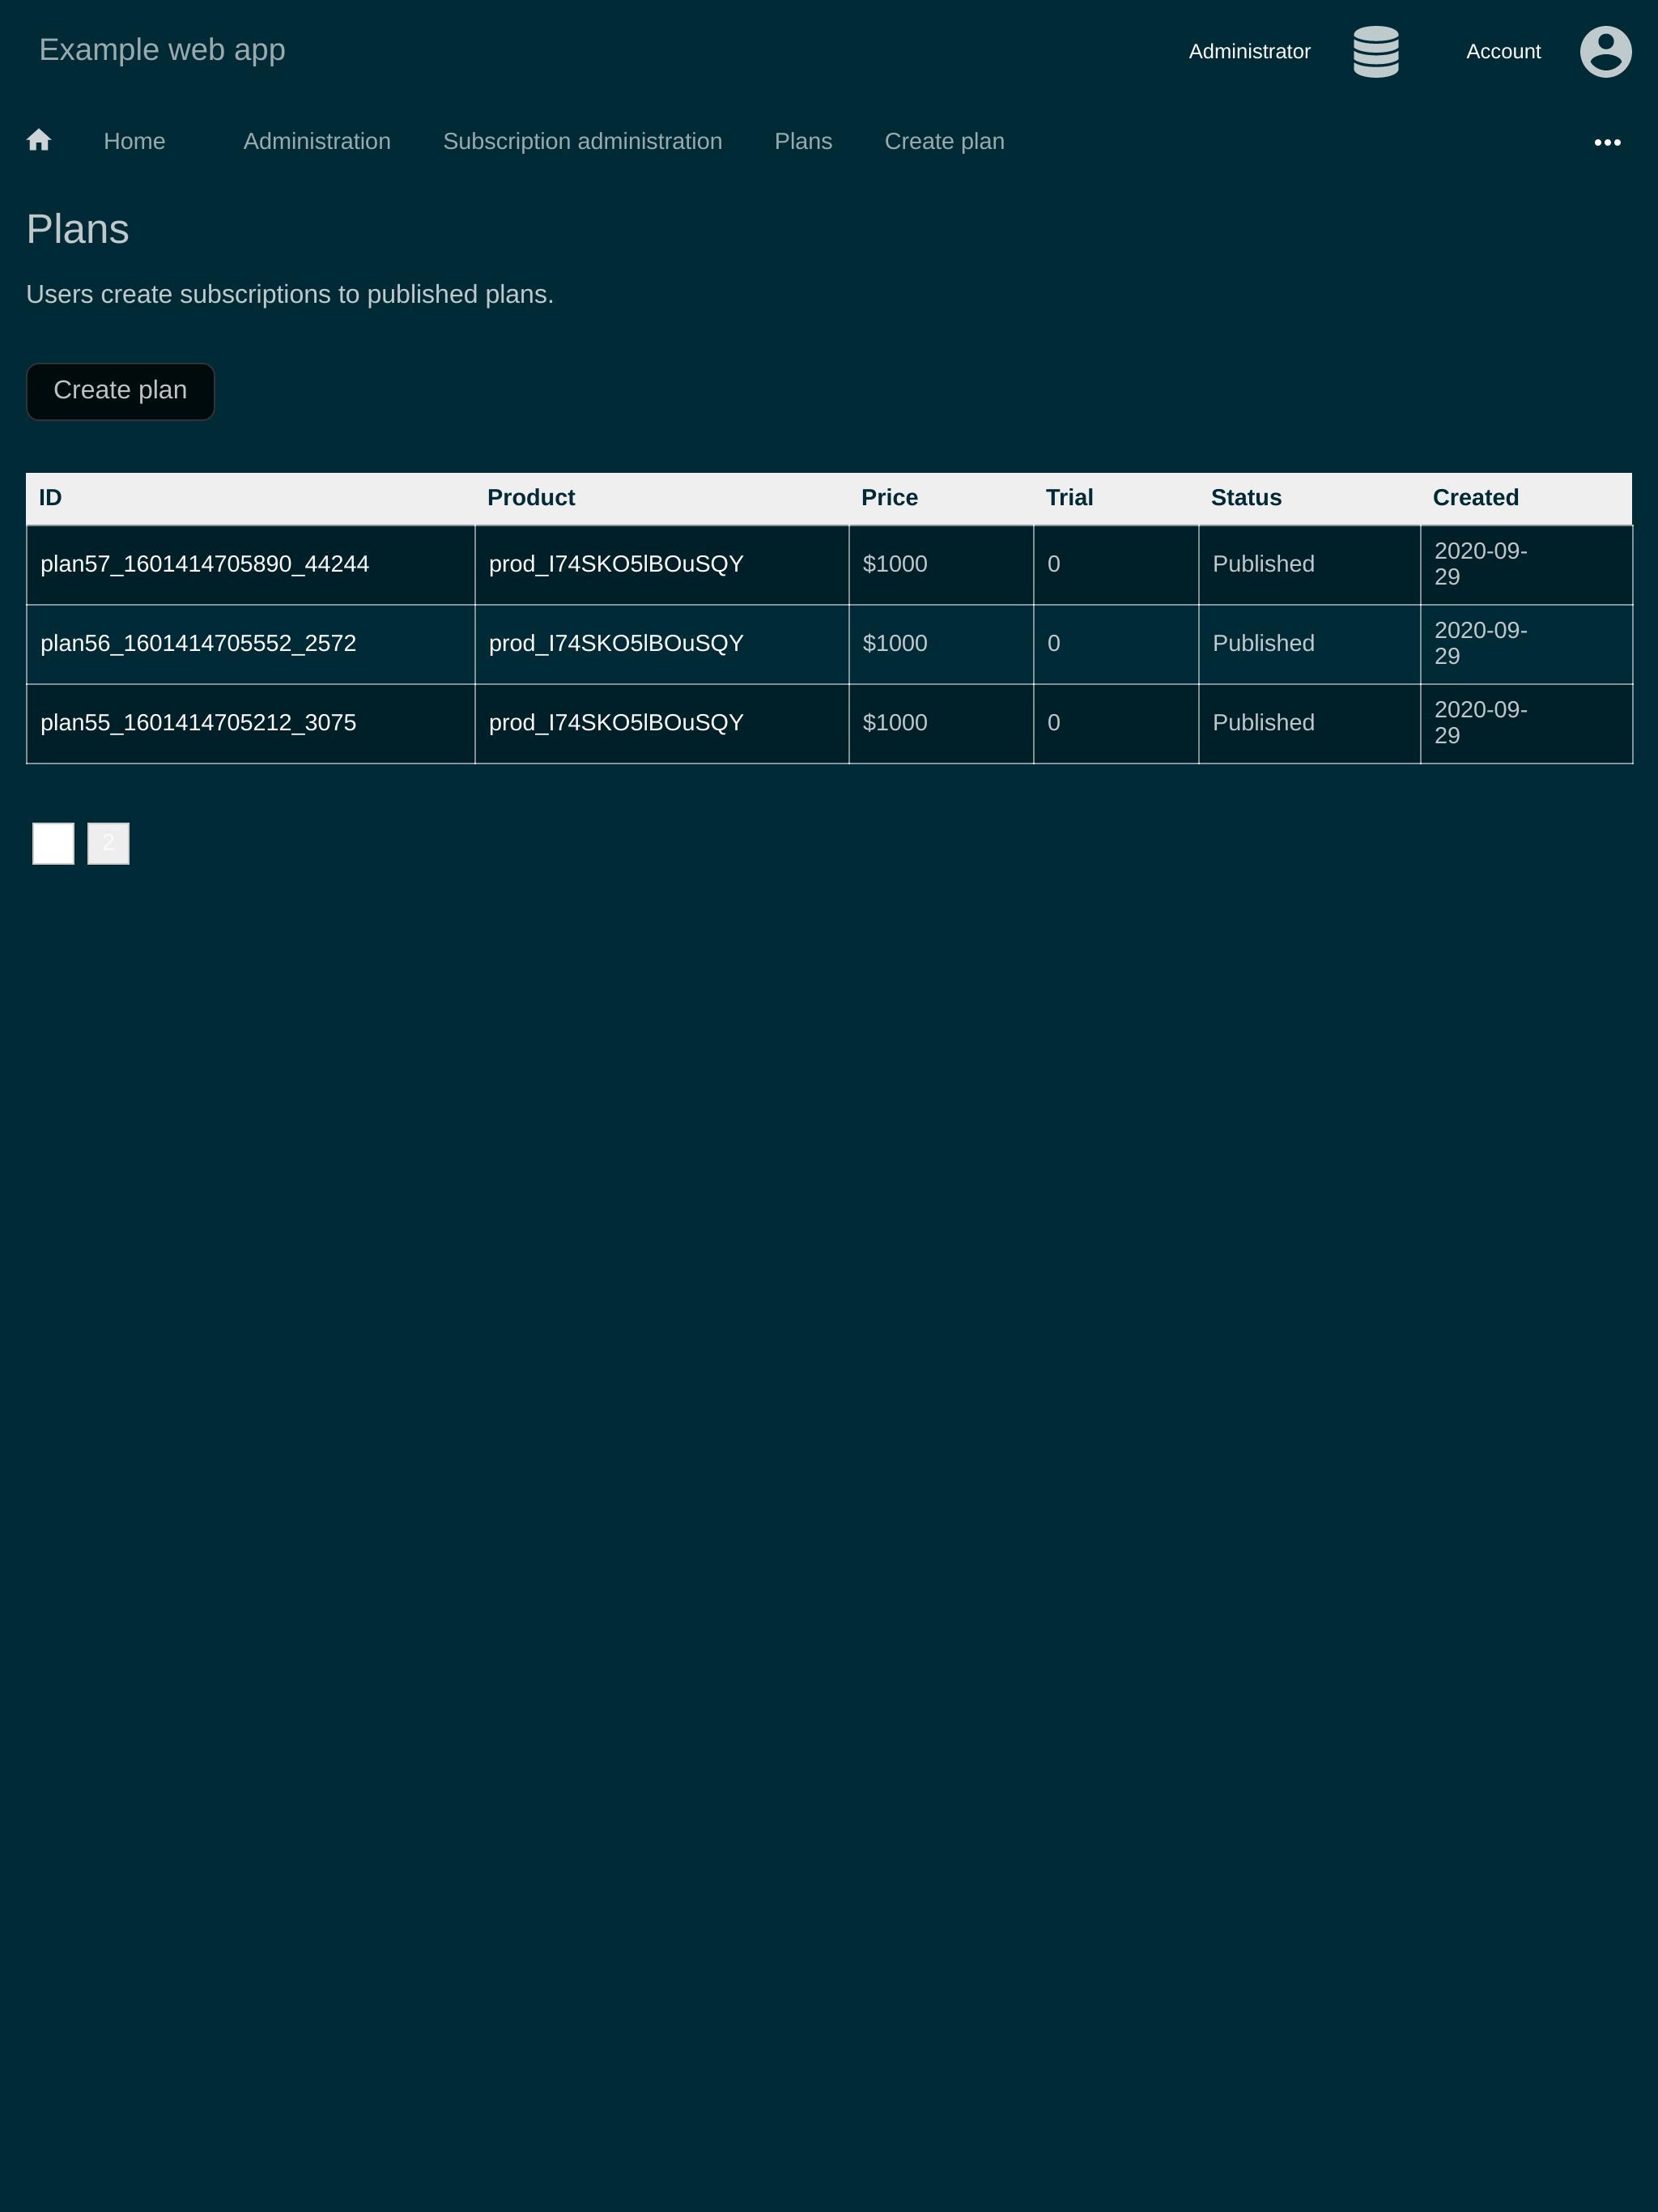 Example web app
Administrator
Account
Home
Administration
Subscription administration
Plans
Create plan
Plans
Users create subscriptions to published plans.
Create plan
ID Product Price Trial Status Created
plan57_1601414705890_44244 prod_I74SKO5lBOuSQY $1000 0 Published 2020-09-
29
plan56_1601414705552_2572 prod_I74SKO5lBOuSQY $1000 0 Published 2020-09-
29
plan55_1601414705212_3075 prod_I74SKO5lBOuSQY $1000 0 Published 2020-09-
29
2